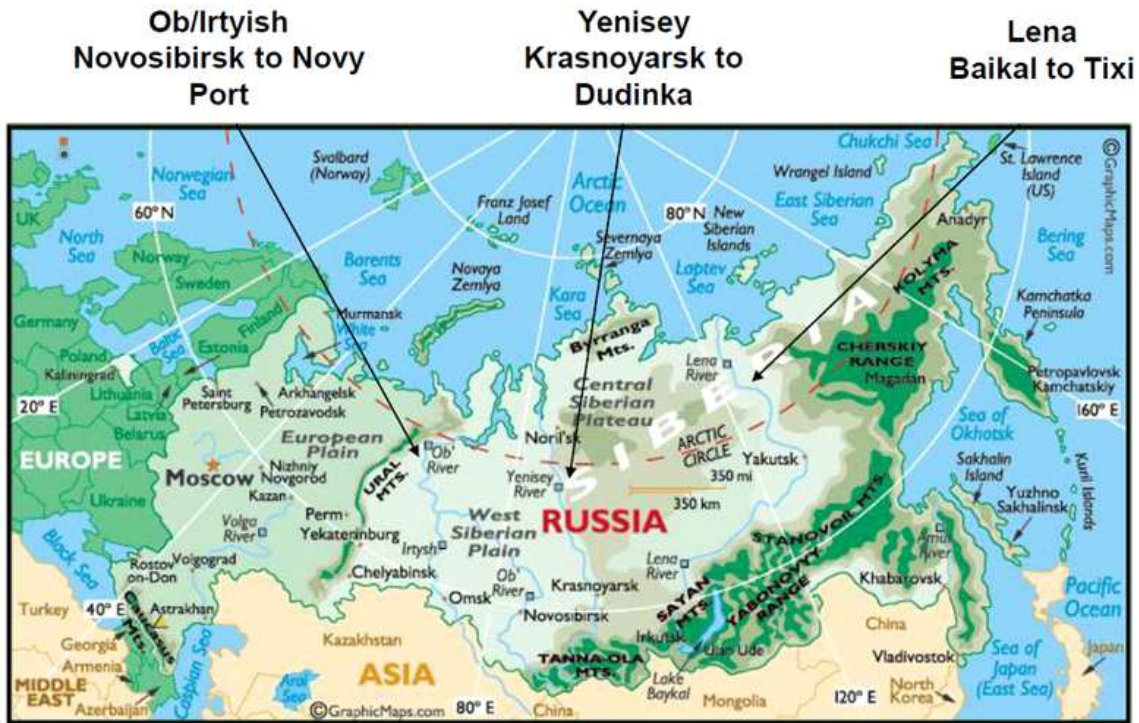 Ob/Irtyish
Novosibirsk to Novy
Port
Yenisey
Krasnoyarsk to
Dudinka
Lena
Baikal to Tixi
Norwegian
Sea
Svalbard
(Norway)
Arctic
Ocean
Chukchi Sea
Wrangel Island
St. Lawrence
Island
(US)
©GraphicMaps.com
UK
60° N
Franz Josef
Land
80° N
New
Siberian
Islands
East Siberian
Sea
Anadyr
Bering
Sea
North
Sea
Norway
Sweden
Finland
Barents
Sea
Novaya
Zemlya
Severnaya
Zemlya
Kara
Sea
Laptev
Sea
KOLYMA
MTS.
Kamchatka
Peninsula
Germany
Baltic
Sea
Estonia
Murmansk
White
Sea
Byrranga
Mts.
Lena
River
CHERSKIY
RANGE
Magadan
Petropavlovsk
Kamchatskiy
Poland
Kaliningrad
Lithuania
Latvia
Belarus
Saint
Petersburg
Arkhangelsk
Petrozavodsk
Central
Siberian
Plateau
SIBERIA
20° E
160° E
EUROPE
European
Plain
Ob'
River
Noril'sk
ARCTIC
CIRCLE
Yakutsk
Sea of
Okhotsk
Moscow
Nizhniy
Novgorod
Kazan
URAL
MTS.
Yenisey
River
350 mi
350 km
Sakhalin
Island
Kuril Islands
Ukraine
Volga
River
Perm
Yekaterinburg
West
Siberian
Plain
RUSSIA
STANOVOY MTS.
Yuzhno
Sakhalinsk
Black Sea
Rostov
on-Don
Volgograd
Chelyabinsk
Irtysh
Ob'
River
Krasnoyarsk
Lena
River
SAYAN
MTS.
YABONOVYY
RANGE
Amur
River
Khabarovsk
Pacific
Ocean
Turkey
40° E
Astrakhan
Omsk
Novosibirsk
Irkutsk
Ulan Ude
China
Georgia
Caucasus
Mts.
Armenia
MIDDLE
EAST
Azerbaijan
Caspian Sea
Kazakhstan
Aral
Sea
ASIA
TANNA-OLA
MTS.
Lake
Baykal
Mongolia
Vladivostok
Sea of
Japan
(East Sea)
Japan
North
Korea
©GraphicMaps.com
80° E
China
120° E